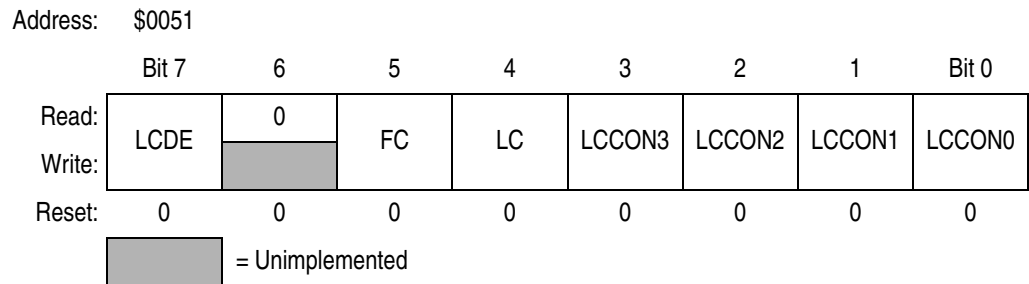 Address: $0051
Bit 7 6 5 4 3 2 1 Bit 0
Read: LCDE 0 FC LC LCCON3 LCCON2 LCCON1 LCCON0
Write:
Reset: 0 0 0 0 0 0 0 0
= Unimplemented